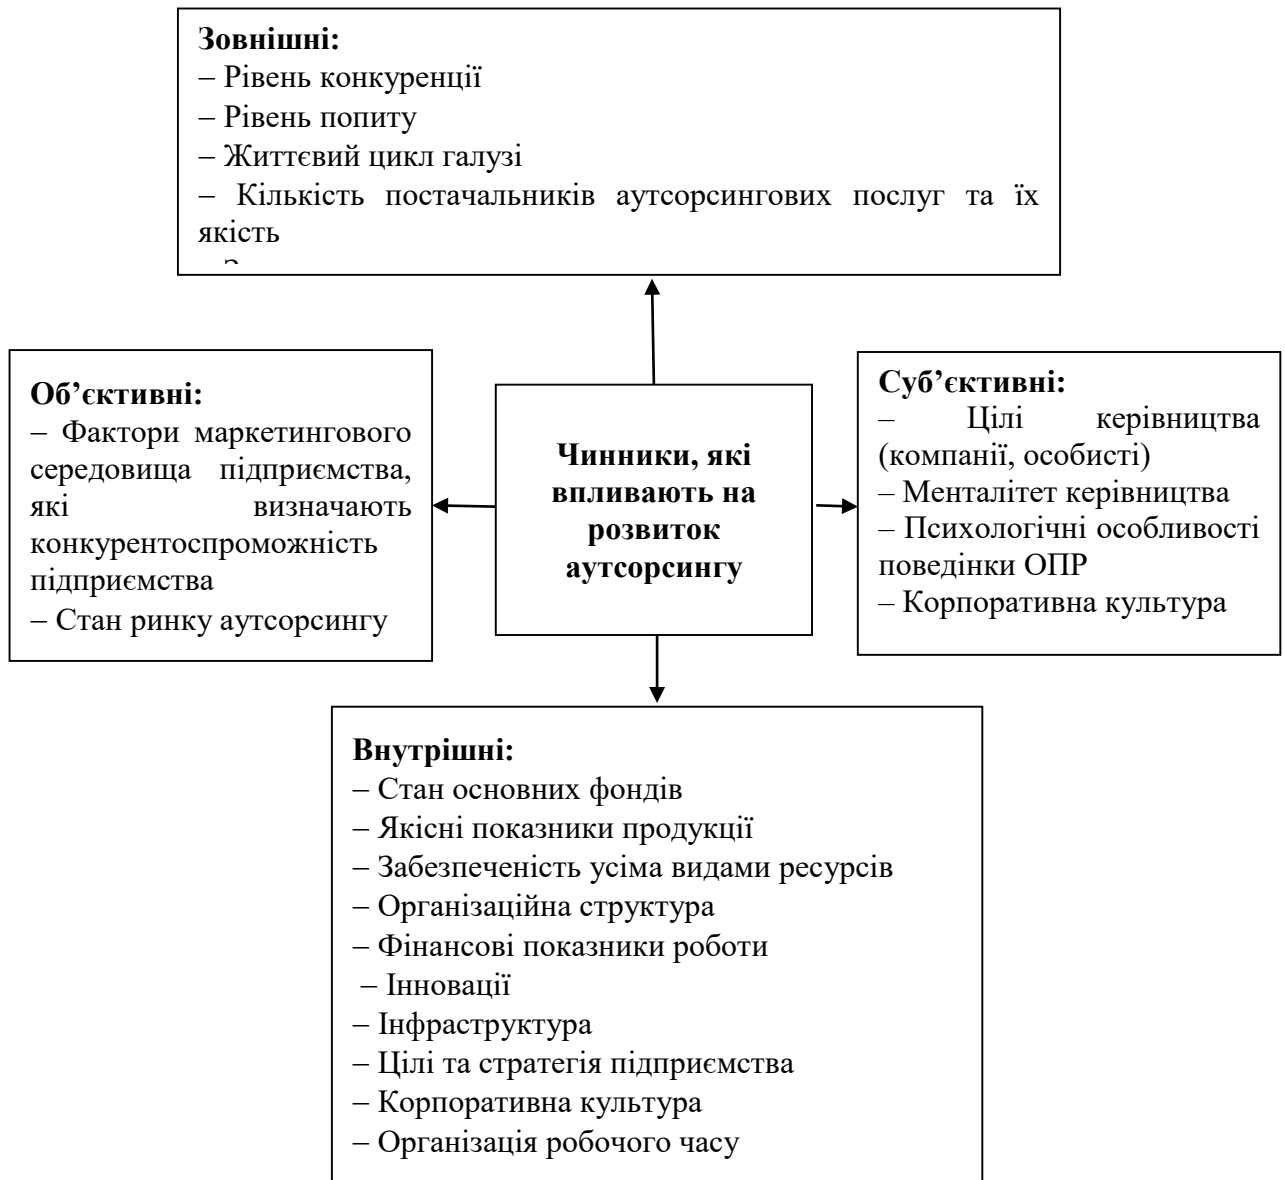 Зовнішні:
– Рівень конкуренції
– Рівень попиту
– Життєвий цикл галузі
– Кількість постачальників аутсорсингових послуг та їх
якість
Об’єктивні:
– Фактори маркетингового
середовища підприємства,
які визначають
конкурентоспроможність
підприємства
– Стан ринку аутсорсингу
Чинники, які
впливають на
розвиток
аутсорсингу
Суб’єктивні:
– Цілі керівництва
(компанії, особисті)
– Менталітет керівництва
– Психологічні особливості
поведінки ОПР
– Корпоративна культура
Внутрішні:
– Стан основних фондів
– Якісні показники продукції
– Забезпеченість усіма видами ресурсів
– Організаційна структура
– Фінансові показники роботи
– Інновації
– Інфраструктура
– Цілі та стратегія підприємства
– Корпоративна культура
– Організація робочого часу